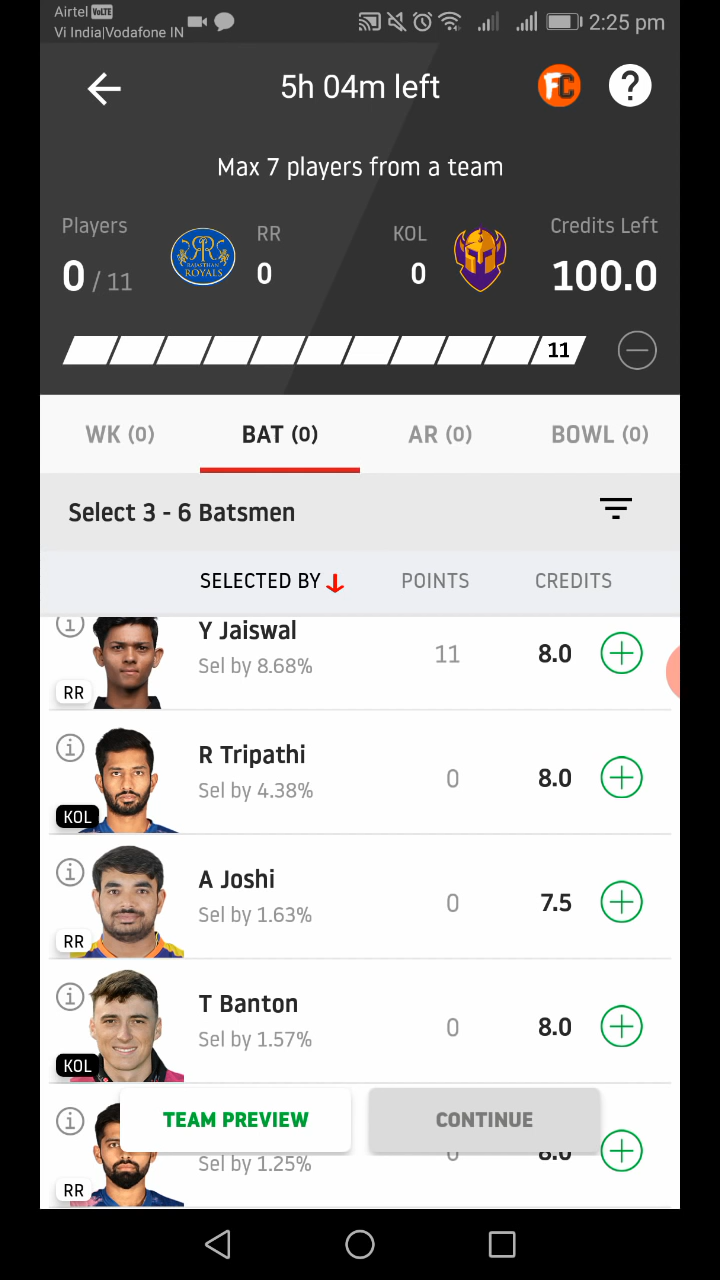 Airtel VoLTE
Vi India|Vodafone IN
2:25 pm
5h 04m left
FC
?
Max 7 players from a team
Players
0 / 11
RAJASTHAN
ROYALS
RR
0
KOL
0
Credits Left
100.0
11
WK (0)
BAT (0)
AR (0)
BOWL (0)
Select 3 - 6 Batsmen
SELECTED BY
POINTS
CREDITS
Y Jaiswal
Sel by 8.68%
11
8.0
RR
R Tripathi
Sel by 4.38%
0
8.0
KOL
A Joshi
Sel by 1.63%
0
7.5
RR
T Banton
Sel by 1.57%
0
8.0
KOL
TEAM PREVIEW
CONTINUE
Sel by 1.25%
RR